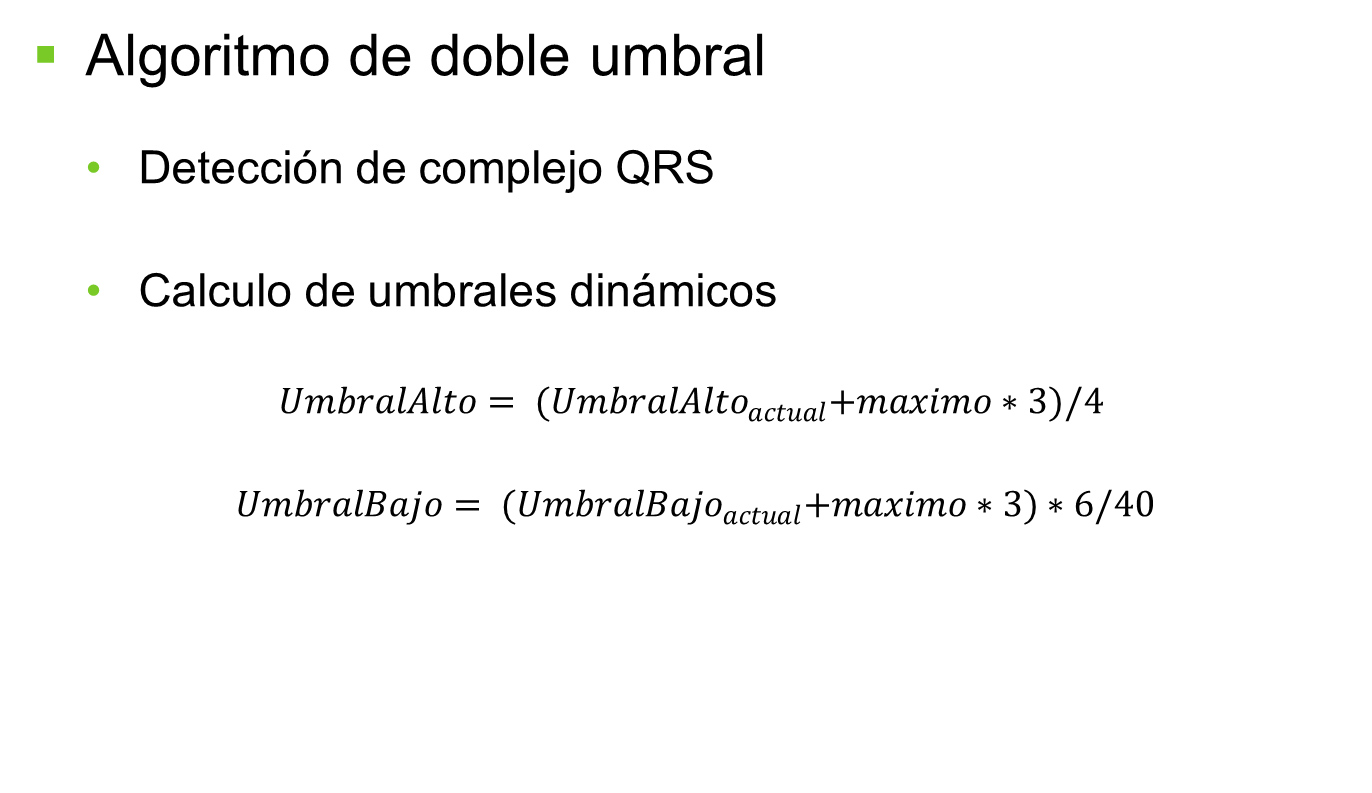 Algoritmo de doble umbral
Detección de complejo QRS
Calculo de umbrales dinámicos
UmbralAlto = (UmbralAlto_actual+maximo ∗ 3)/4
UmbralBajo = (UmbralBajo_actual+maximo ∗ 3) ∗ 6/40